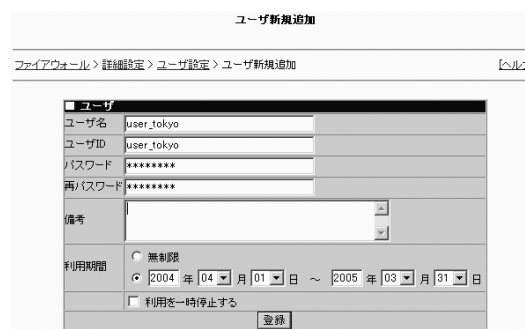 ユーザ新規追加
ファイアウォール > 詳細設定 > ユーザ設定 > ユーザ新規追加 [ヘル
■ ユーザ
ユーザ名 user_tokyo
ユーザID user_tokyo
パスワード ********
再パスワード ********
備考
利用期間 無制限
2004 年 04 月 01 日 ～ 2005 年 03 月 31 日
利用を一時停止する
登録